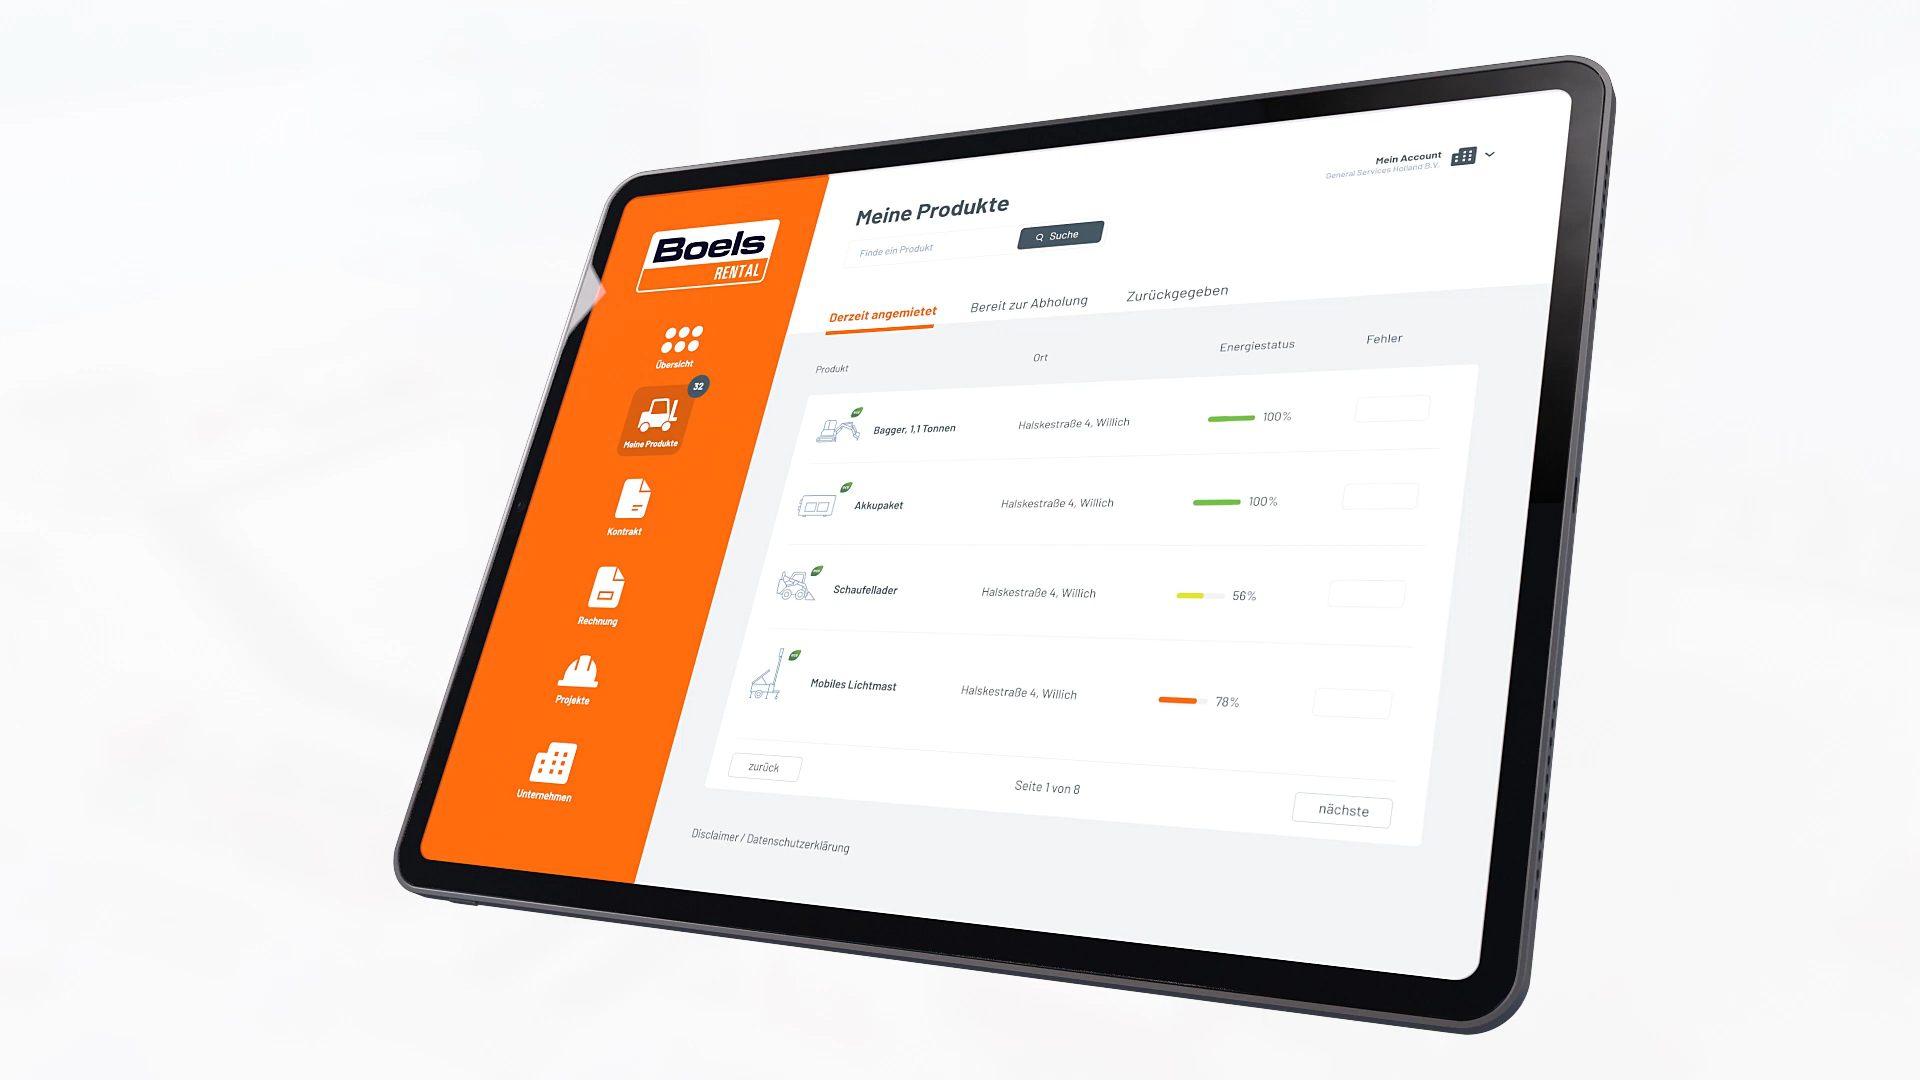 Boels
RENTAL
Übersicht
32
Meine Produkte
Kontrakt
Rechnung
Projekte
Unternehmen
Mein Account
General Services Holland B.V.
Meine Produkte
Finde ein Produkt
Suche
Derzeit angemietet
Bereit zur Abholung
Zurückgegeben
Produkt
Ort
Energiestatus
Fehler
Bagger, 1,1 Tonnen
Halskestraße 4, Willich
100%
Akkupaket
Halskestraße 4, Willich
100%
Schaufellader
Halskestraße 4, Willich
56%
Mobiles Lichtmast
Halskestraße 4, Willich
78%
zurück
Seite 1 von 8
nächste
Disclaimer / Datenschutzerklärung